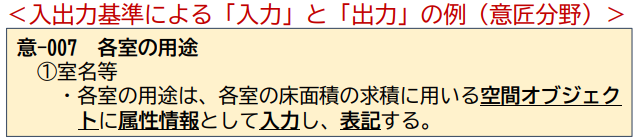 ＜入出力基準による「入力」と「出力」の例（意匠分野）＞
意-007　各室の用途
①室名等
・各室の用途は、各室の床面積の求積に用いる空間オブジェク
トに属性情報として入力し、表記する。